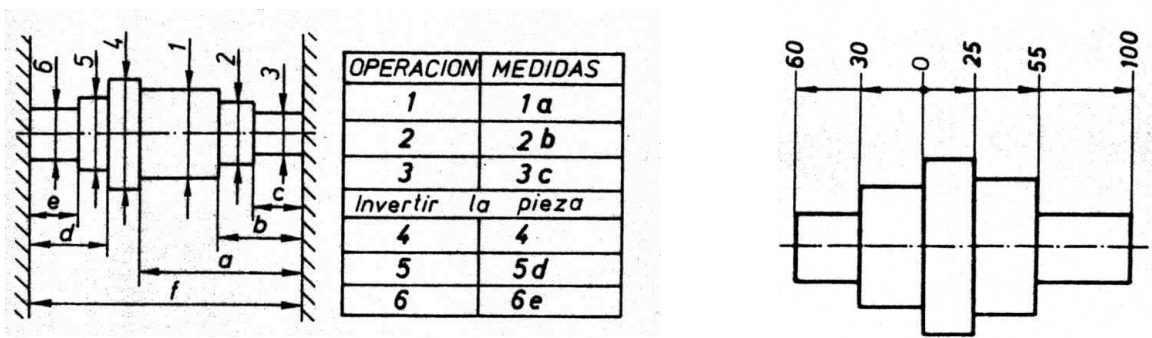 6 5 4 1 2 3
e
c
d
b
a
f
OPERACION MEDIDAS
1 1a
2 2b
3 3c
Invertir la pieza
4 4
5 5d
6 6e
60 30 0 25 55 100